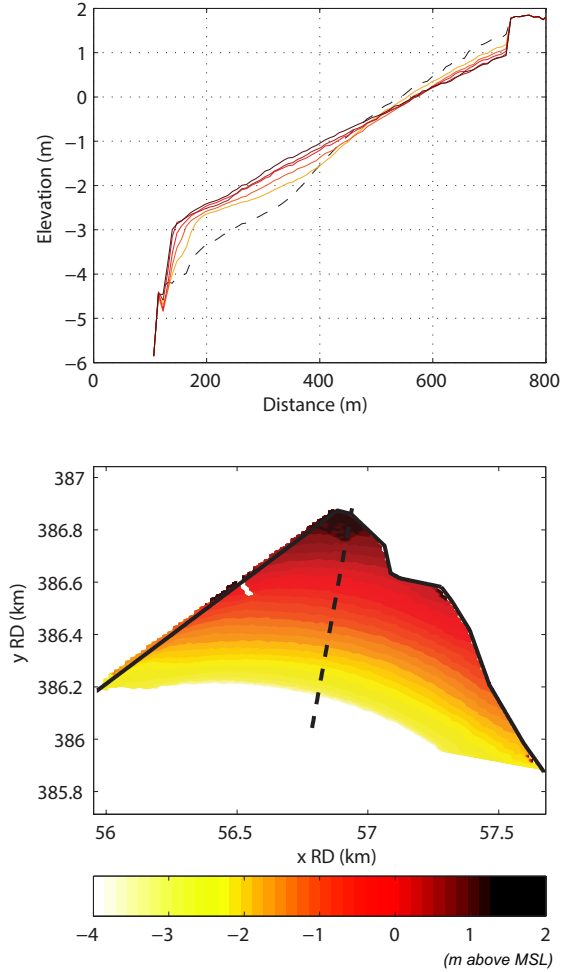 2
1
0
−1
−2
−3
−4
−5
−6
Elevation (m)
0 200 400 600 800
Distance (m)
387
386.8
386.6
386.4
386.2
386
385.8
y RD (km)
56 56.5 57 57.5
x RD (km)
−4 −3 −2 −1 0 1 2
(m above MSL)